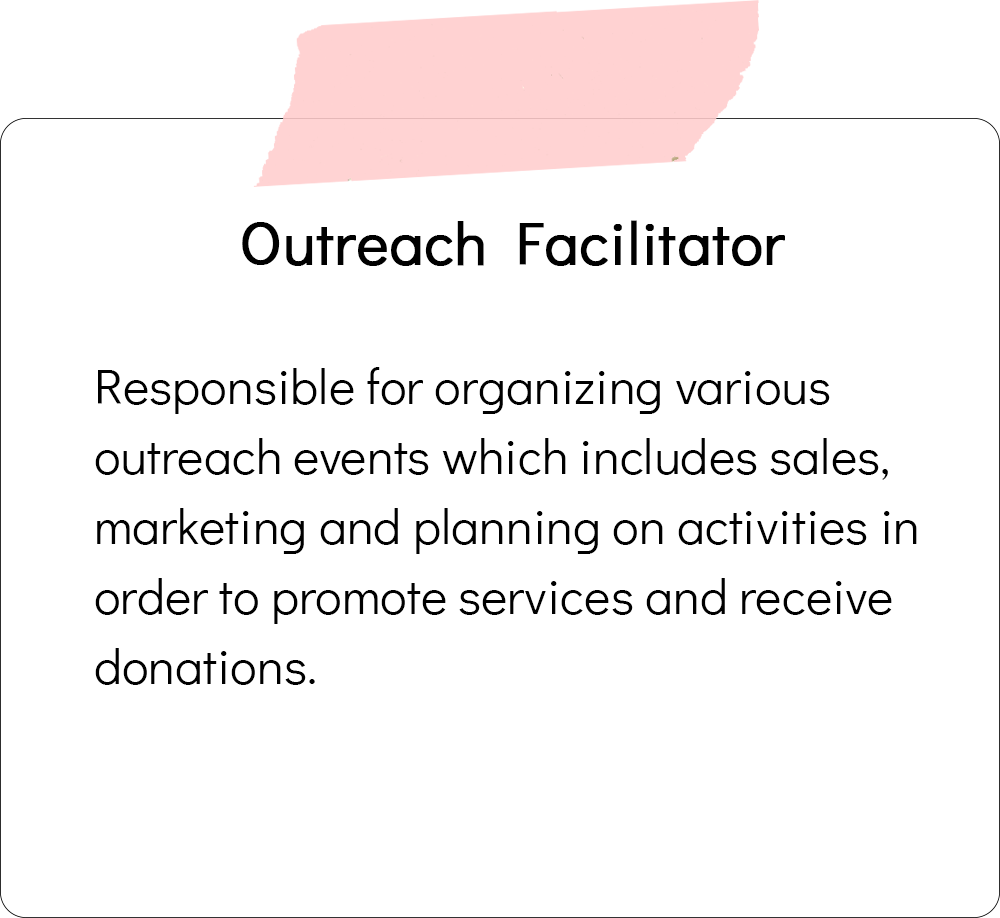 Outreach Facilitator
Responsible for organizing various
outreach events which includes sales,
marketing and planning on activities in
order to promote services and receive
donations.